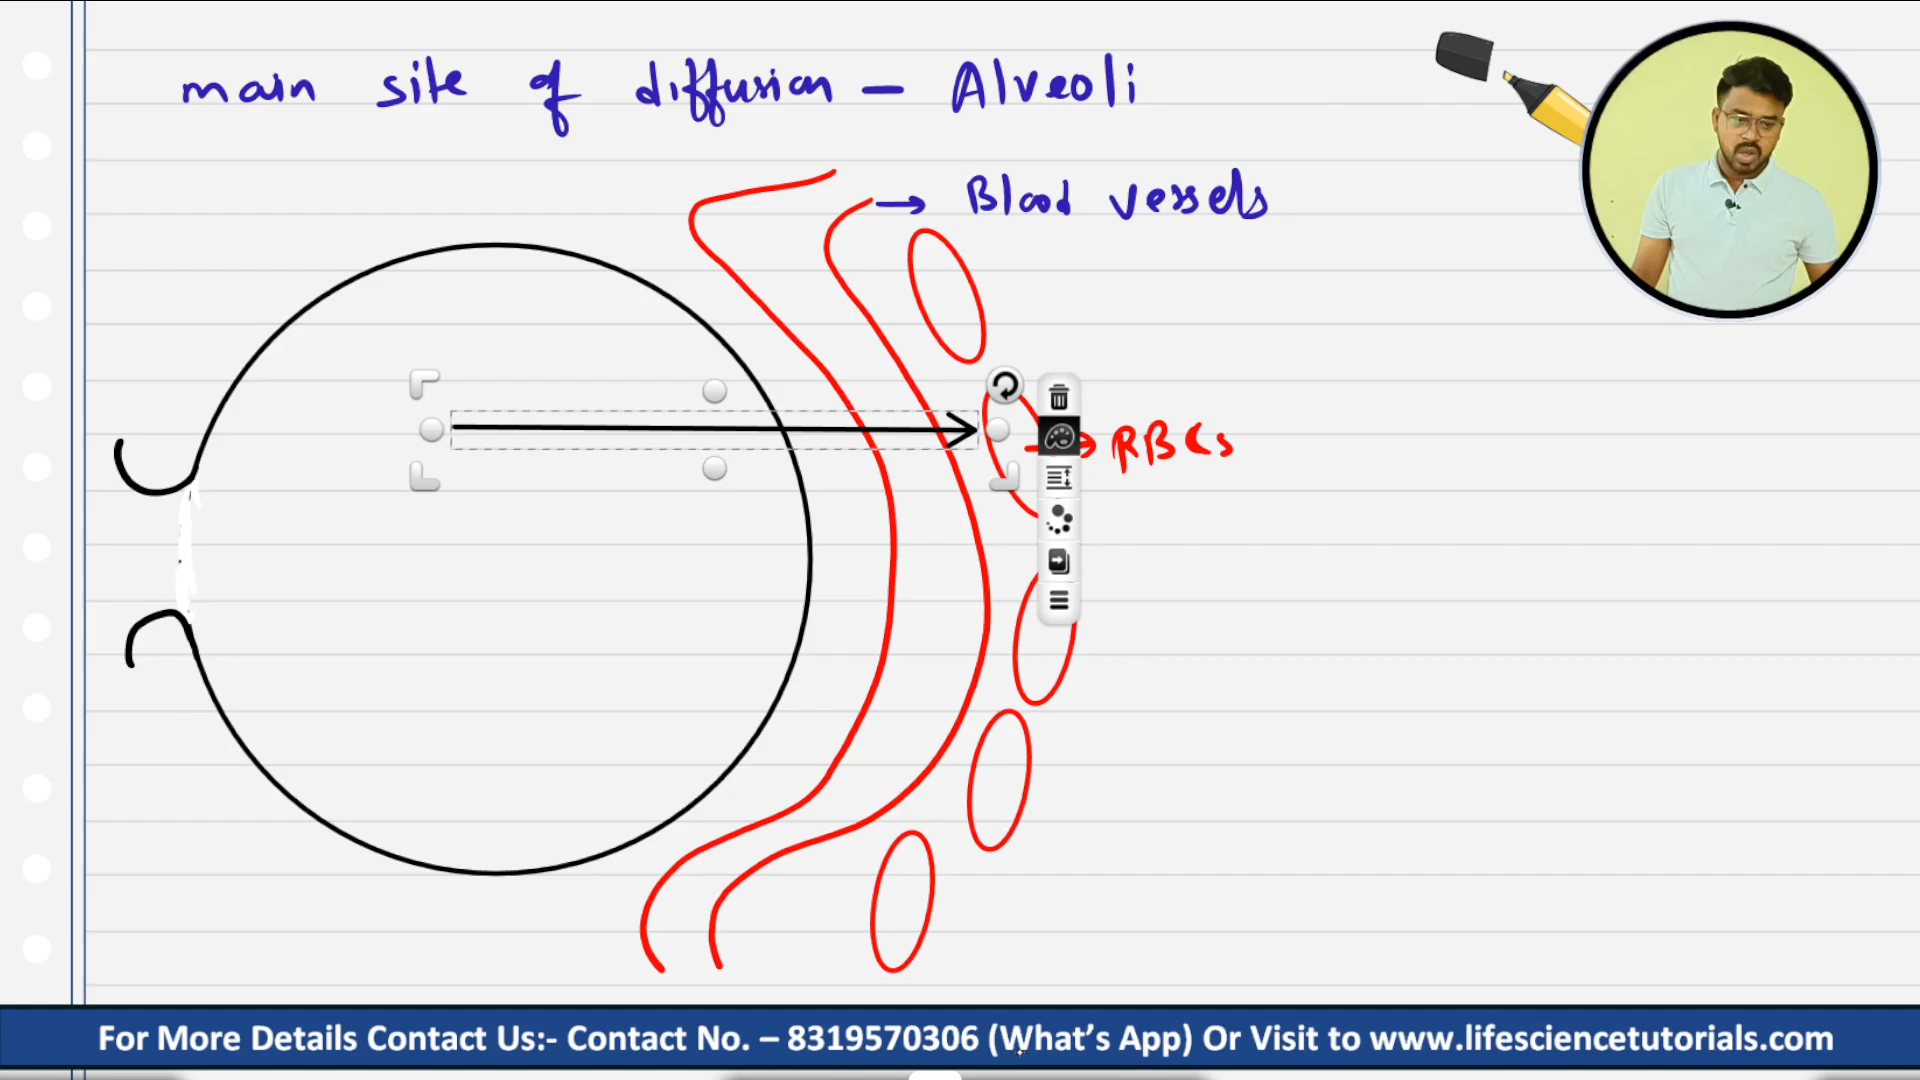 main site of diffusion – Alveoli
→ Blood vessels
→ RBCs
For More Details Contact Us:- Contact No. – 8319570306 (What's App) Or Visit to www.lifesciencetutorials.com